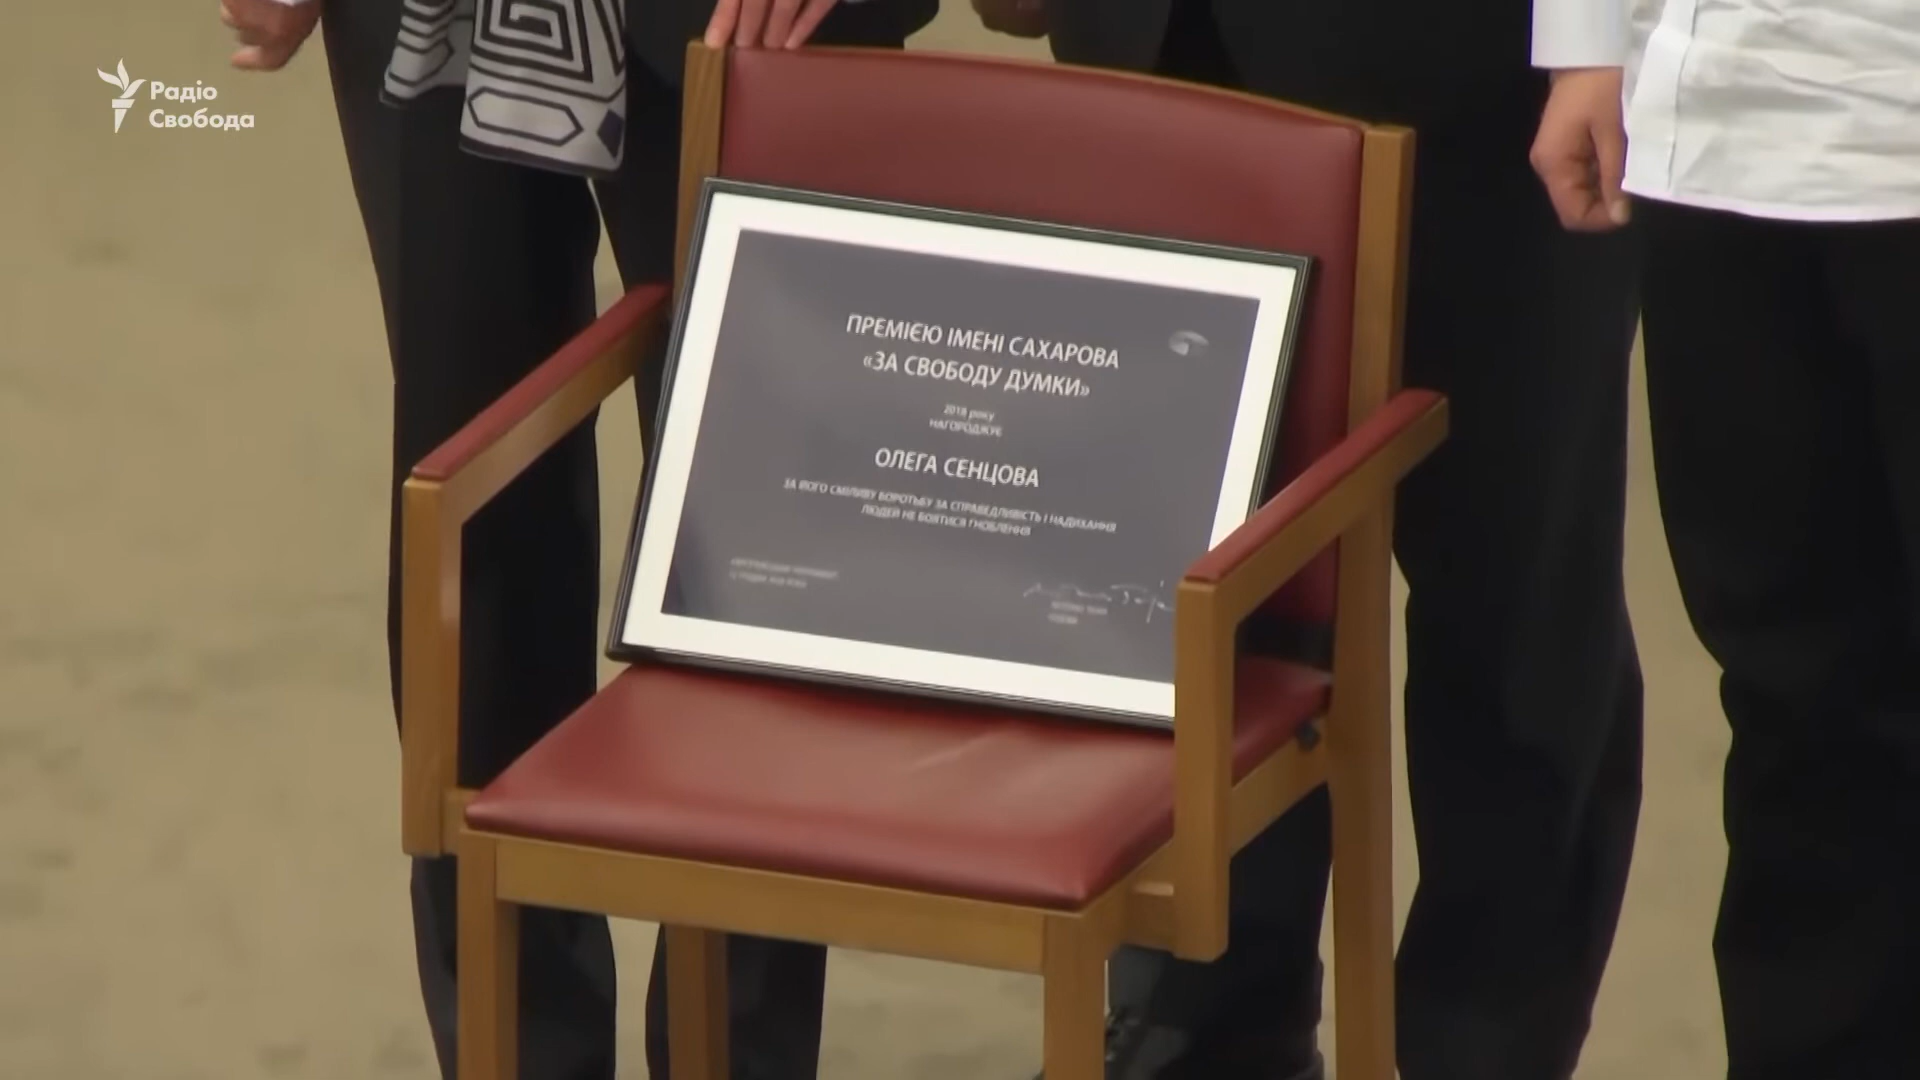 Радіо
Свобода
ПРЕМІЄЮ ІМЕНІ САХАРОВА
«ЗА СВОБОДУ ДУМКИ»
2018 року
НАГОРОДЖУЄ
ОЛЕГА СЕНЦОВА
ЗА ЙОГО СМІЛИВУ БОРОТЬБУ ЗА СПРАВЕДЛИВІСТЬ І НАДИХАННЯ
ЛЮДЕЙ НЕ БОЯТИСЯ ГНОБЛЕННЯ